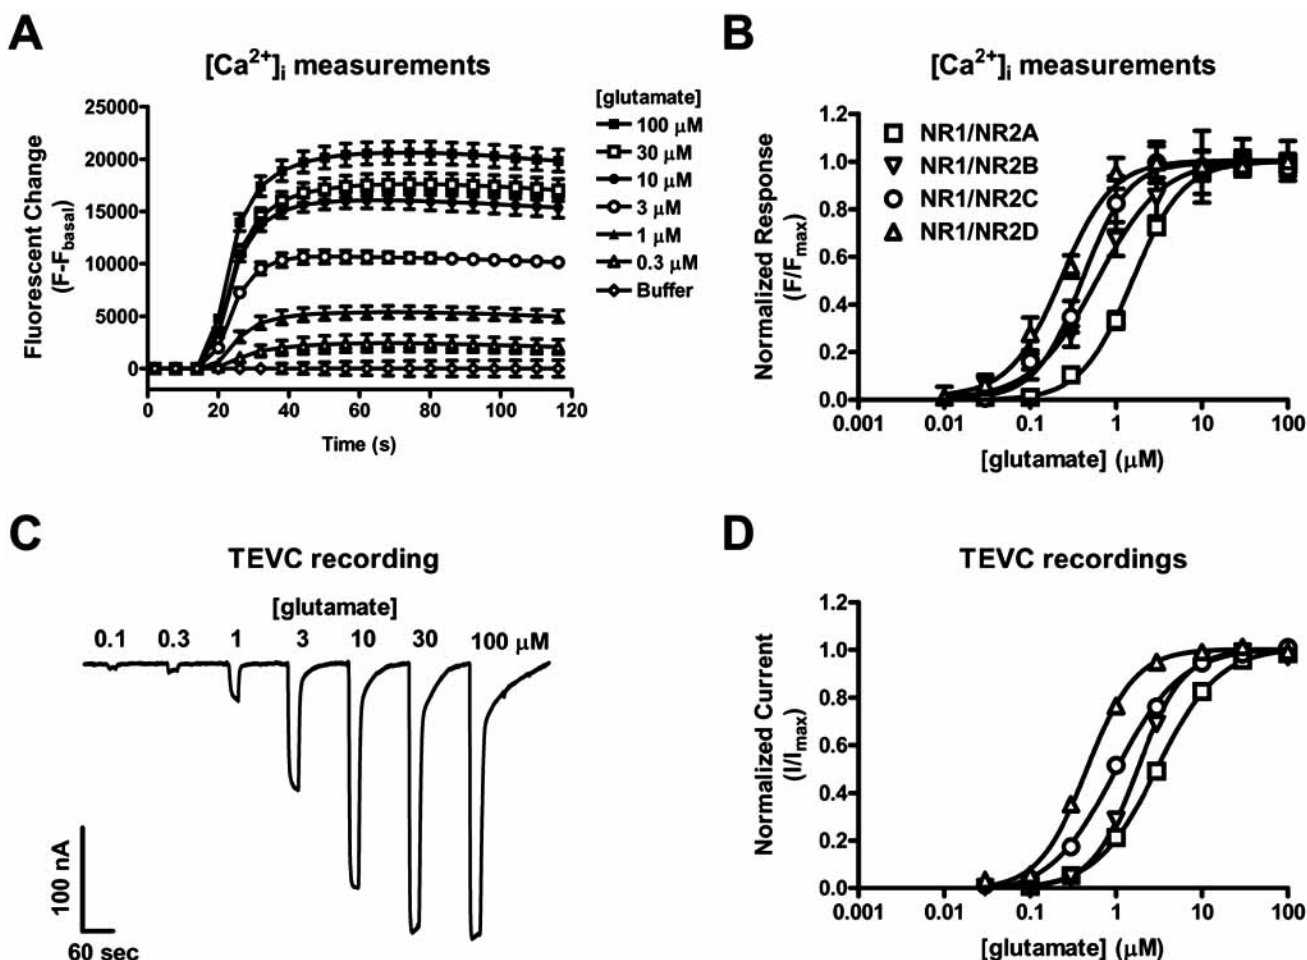 A
[Ca2+]i measurements
Fluorescent Change
(F-Fbasal)
25000
20000
15000
10000
5000
0
0 20 40 60 80 100 120
Time (s)
[glutamate]
100 μM
30 μM
10 μM
3 μM
1 μM
0.3 μM
Buffer
B
[Ca2+]i measurements
Normalized Response
(F/Fmax)
1.2
1.0
0.8
0.6
0.4
0.2
0.0
NR1/NR2A
NR1/NR2B
NR1/NR2C
NR1/NR2D
0.001 0.01 0.1 1 10 100
[glutamate] (μM)
C
TEVC recording
[glutamate]
0.1 0.3 1 3 10 30 100 μM
100 nA
60 sec
D
TEVC recordings
Normalized Current
(I/Imax)
1.2
1.0
0.8
0.6
0.4
0.2
0.0
0.001 0.01 0.1 1 10 100
[glutamate] (μM)